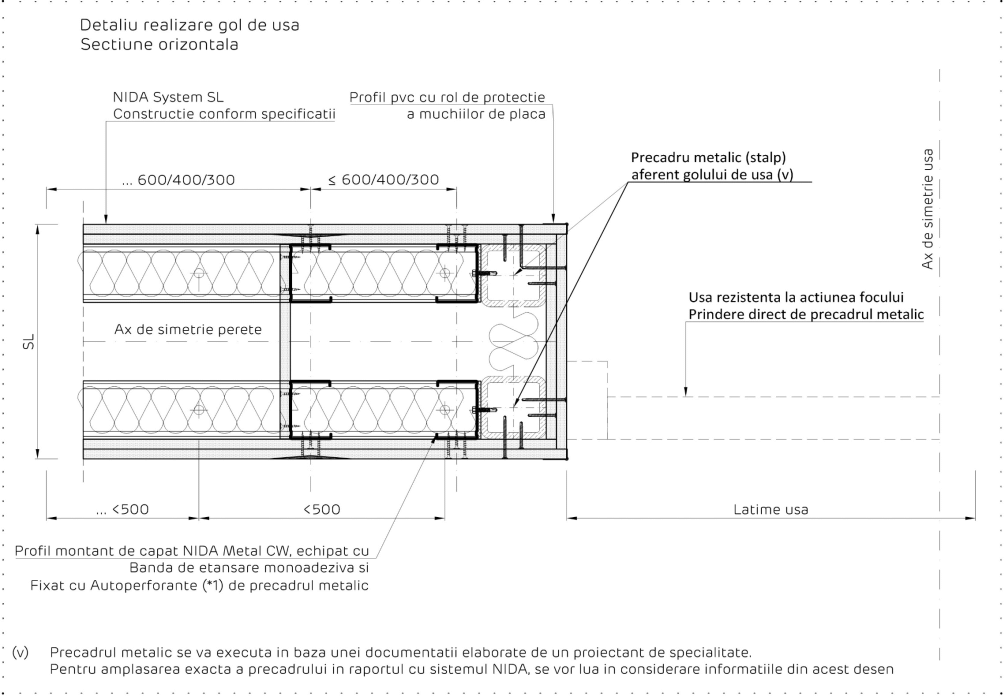 Detaliu realizare gol de usa
Sectiune orizontala
NIDA System SL
Constructie conform specificatii
Profil pvc cu rol de protectie
a muchiilor de placa
Precadru metalic (stalp)
aferent golului de usa (v)
Ax de simetrie usa
... 600/400/300
≤ 600/400/300
Usa rezistenta la actiunea focului
Prindere direct de precadrul metalic
Ax de simetrie perete
SL
... <500
<500
Latime usa
Profil montant de capat NIDA Metal CW, echipat cu
Banda de etansare monoadeziva si
Fixat cu Autoperforante (*1) de precadrul metalic
(v) Precadrul metalic se va executa in baza unei documentatii elaborate de un proiectant de specialitate.
Pentru amplasarea exacta a precadrului in raportul cu sistemul NIDA, se vor lua in considerare informatiile din acest desen